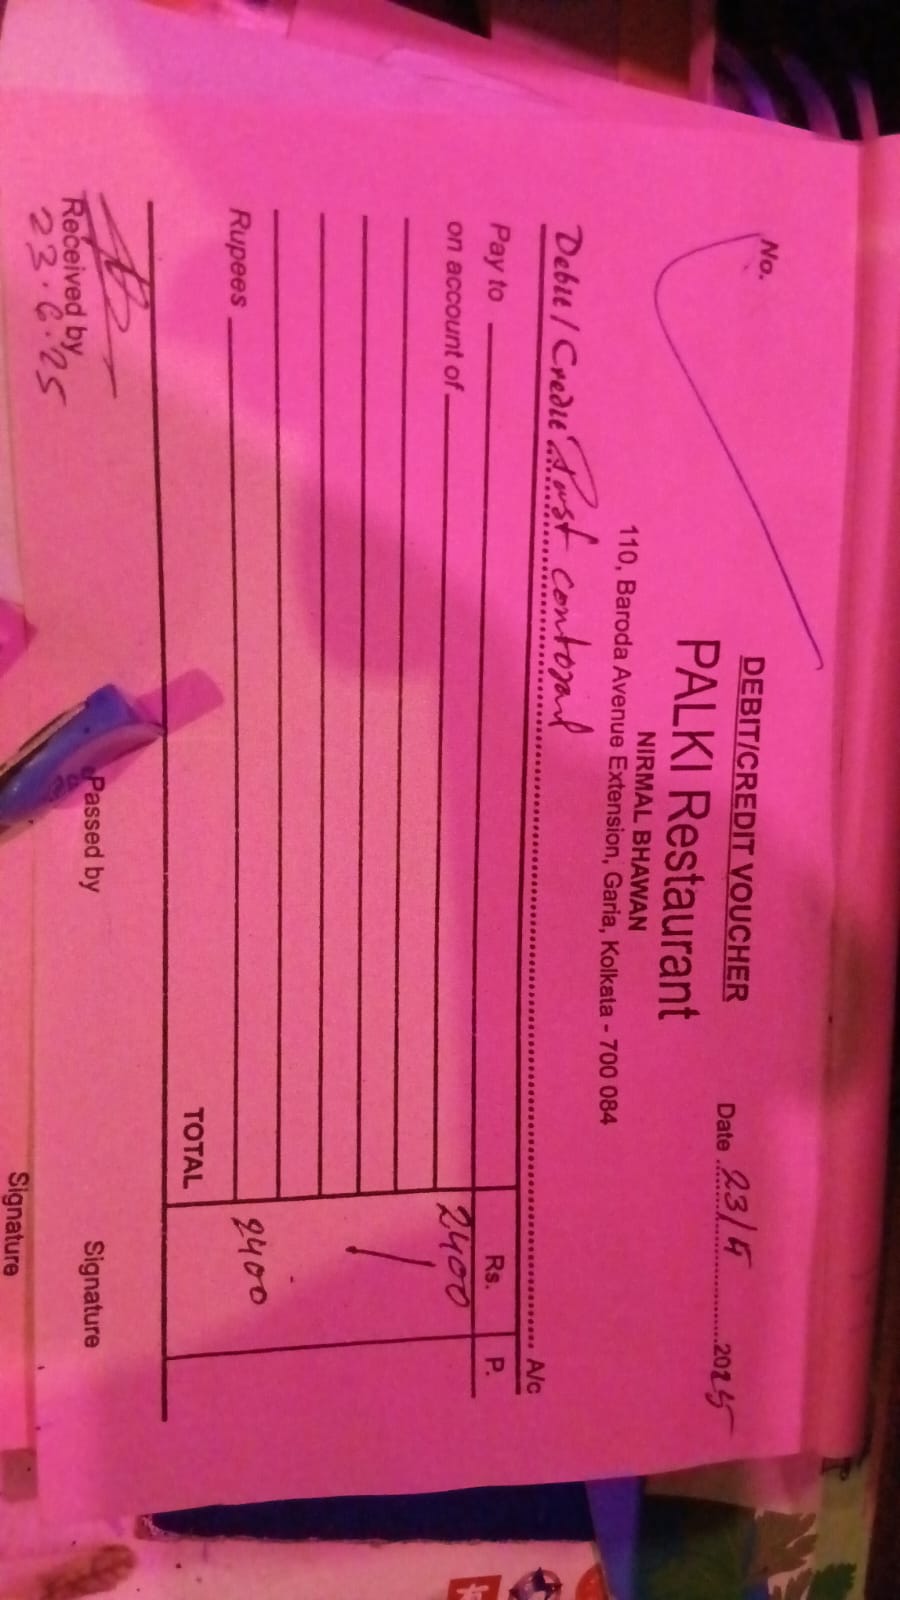 No.
DEBIT/CREDIT VOUCHER
PALKI Restaurant
Date 23/ 2025
NIRMAL BHAWAN
110, Baroda Avenue Extension, Garia, Kolkata - 700 084
Debit / Credit Pest A/c
Rs. P.
Pay to 2400
on account of
Rupees 2400
TOTAL
Received by Passed by Signature
23.6.25
Signature